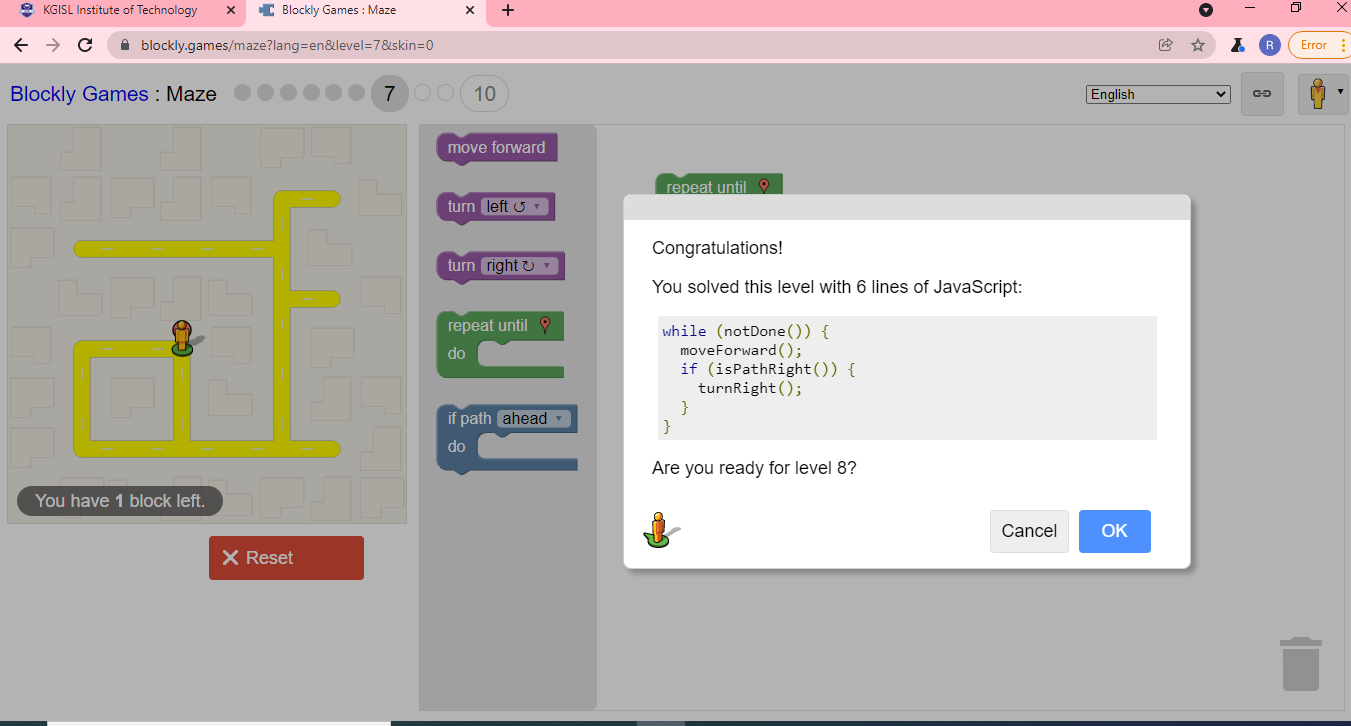 KGISL Institute of Technology
Blockly Games : Maze
blockly.games/maze?lang=en&level=7&skin=0
R
Error
Blockly Games : Maze
7
10
English
move forward
turn left ↺
turn right ↻
repeat until
do
if path ahead
do
repeat until
Congratulations!
You solved this level with 6 lines of JavaScript:
while (notDone()) {
  moveForward();
  if (isPathRight()) {
    turnRight();
  }
}
Are you ready for level 8?
Cancel
OK
You have 1 block left.
Reset